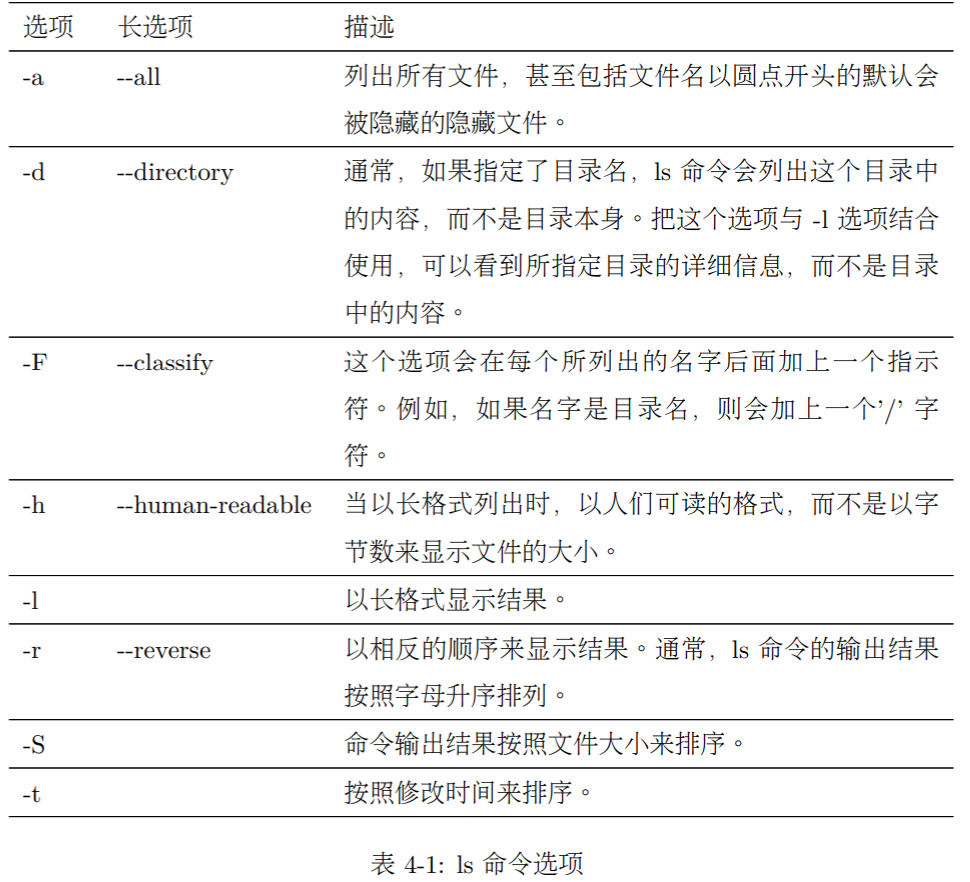 选项 长选项 描述
-a --all 列出所有文件，甚至包括文件名以圆点开头的默认会
被隐藏的隐藏文件。
-d --directory 通常，如果指定了目录名，ls 命令会列出这个目录中
的内容，而不是目录本身。把这个选项与 -l 选项结合
使用，可以看到所指定目录的详细信息，而不是目录
中的内容。
-F --classify 这个选项会在每个所列出的名字后面加上一个指示
符。例如，如果名字是目录名，则会加上一个’/’ 字
符。
-h --human-readable 当以长格式列出时，以人们可读的格式，而不是以字
节数来显示文件的大小。
-l 以长格式显示结果。
-r --reverse 以相反的顺序来显示结果。通常，ls 命令的输出结果
按照字母升序排列。
-S 命令输出结果按照文件大小来排序。
-t 按照修改时间来排序。
表 4-1: ls 命令选项